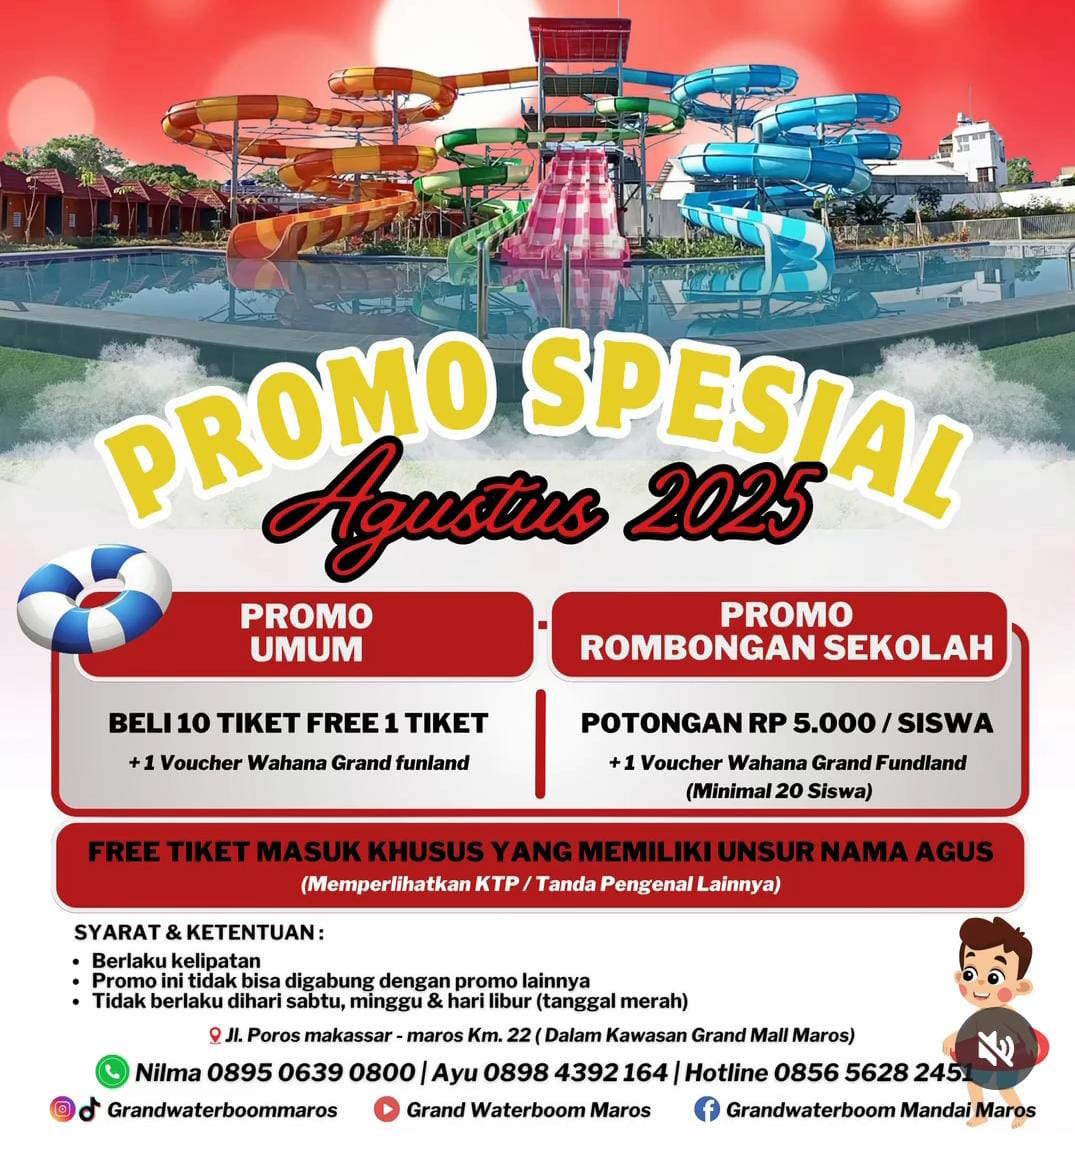 PROMO SPESIAL
Agustus 2025
PROMO
UMUM
BELI 10 TIKET FREE 1 TIKET
+ 1 Voucher Wahana Grand funland
PROMO
ROMBONGAN SEKOLAH
POTONGAN RP 5.000 / SISWA
+ 1 Voucher Wahana Grand Fundland
(Minimal 20 Siswa)
FREE TIKET MASUK KHUSUS YANG MEMILIKI UNSUR NAMA AGUS
(Memperlihatkan KTP / Tanda Pengenal Lainnya)
SYARAT & KETENTUAN :
• Berlaku kelipatan
• Promo ini tidak bisa digabung dengan promo lainnya
• Tidak berlaku dihari sabtu, minggu & hari libur (tanggal merah)
Jl. Poros makassar - maros Km. 22 ( Dalam Kawasan Grand Mall Maros)
Nilma 0895 0639 0800 | Ayu 0898 4392 164 | Hotline 0856 5628 2451
Grandwaterboommaros Grand Waterboom Maros Grandwaterboom Mandai Maros